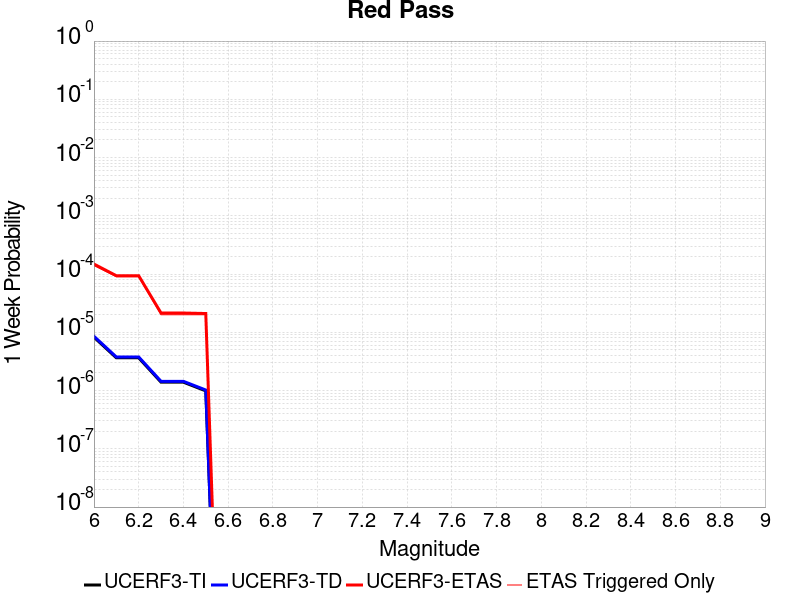 Red Pass
10^0
10^-1
10^-2
10^-3
10^-4
10^-5
10^-6
10^-7
10^-8
1 Week Probability
6 6.2 6.4 6.6 6.8 7 7.2 7.4 7.6 7.8 8 8.2 8.4 8.6 8.8 9
Magnitude
UCERF3-TI UCERF3-TD UCERF3-ETAS ETAS Triggered Only